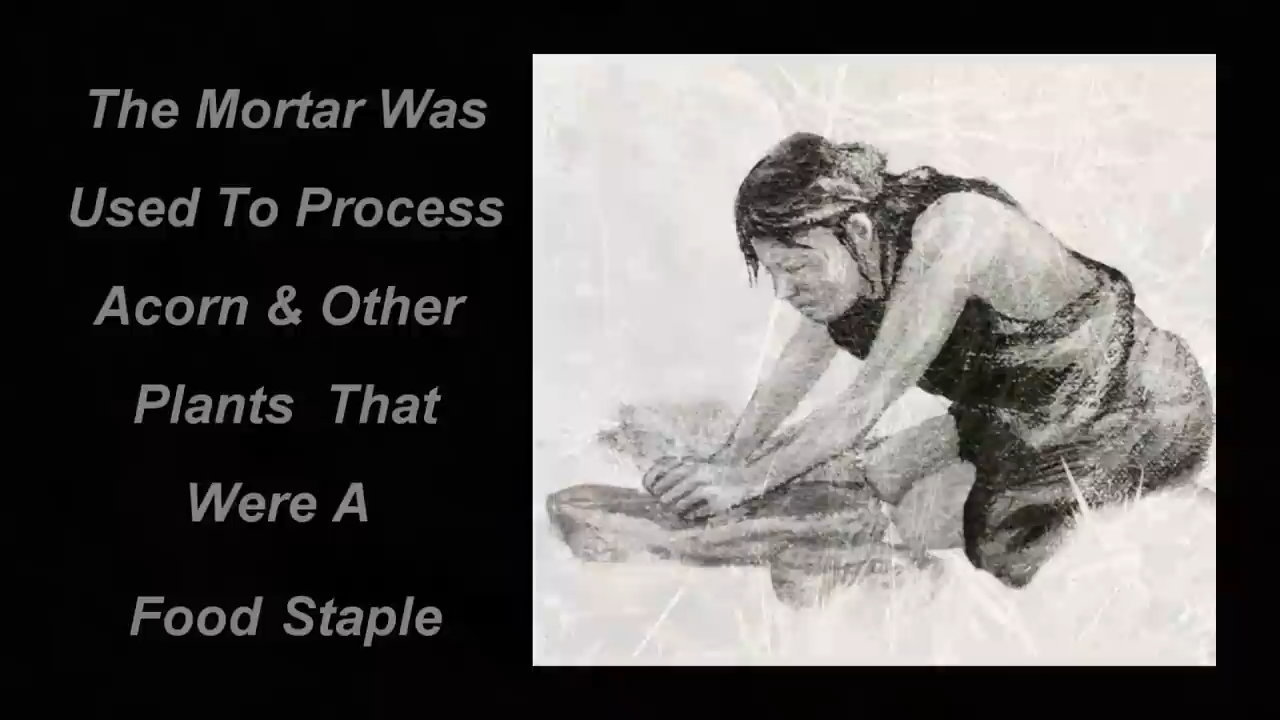 The Mortar Was
Used To Process
Acorn & Other
Plants That
Were A
Food Staple